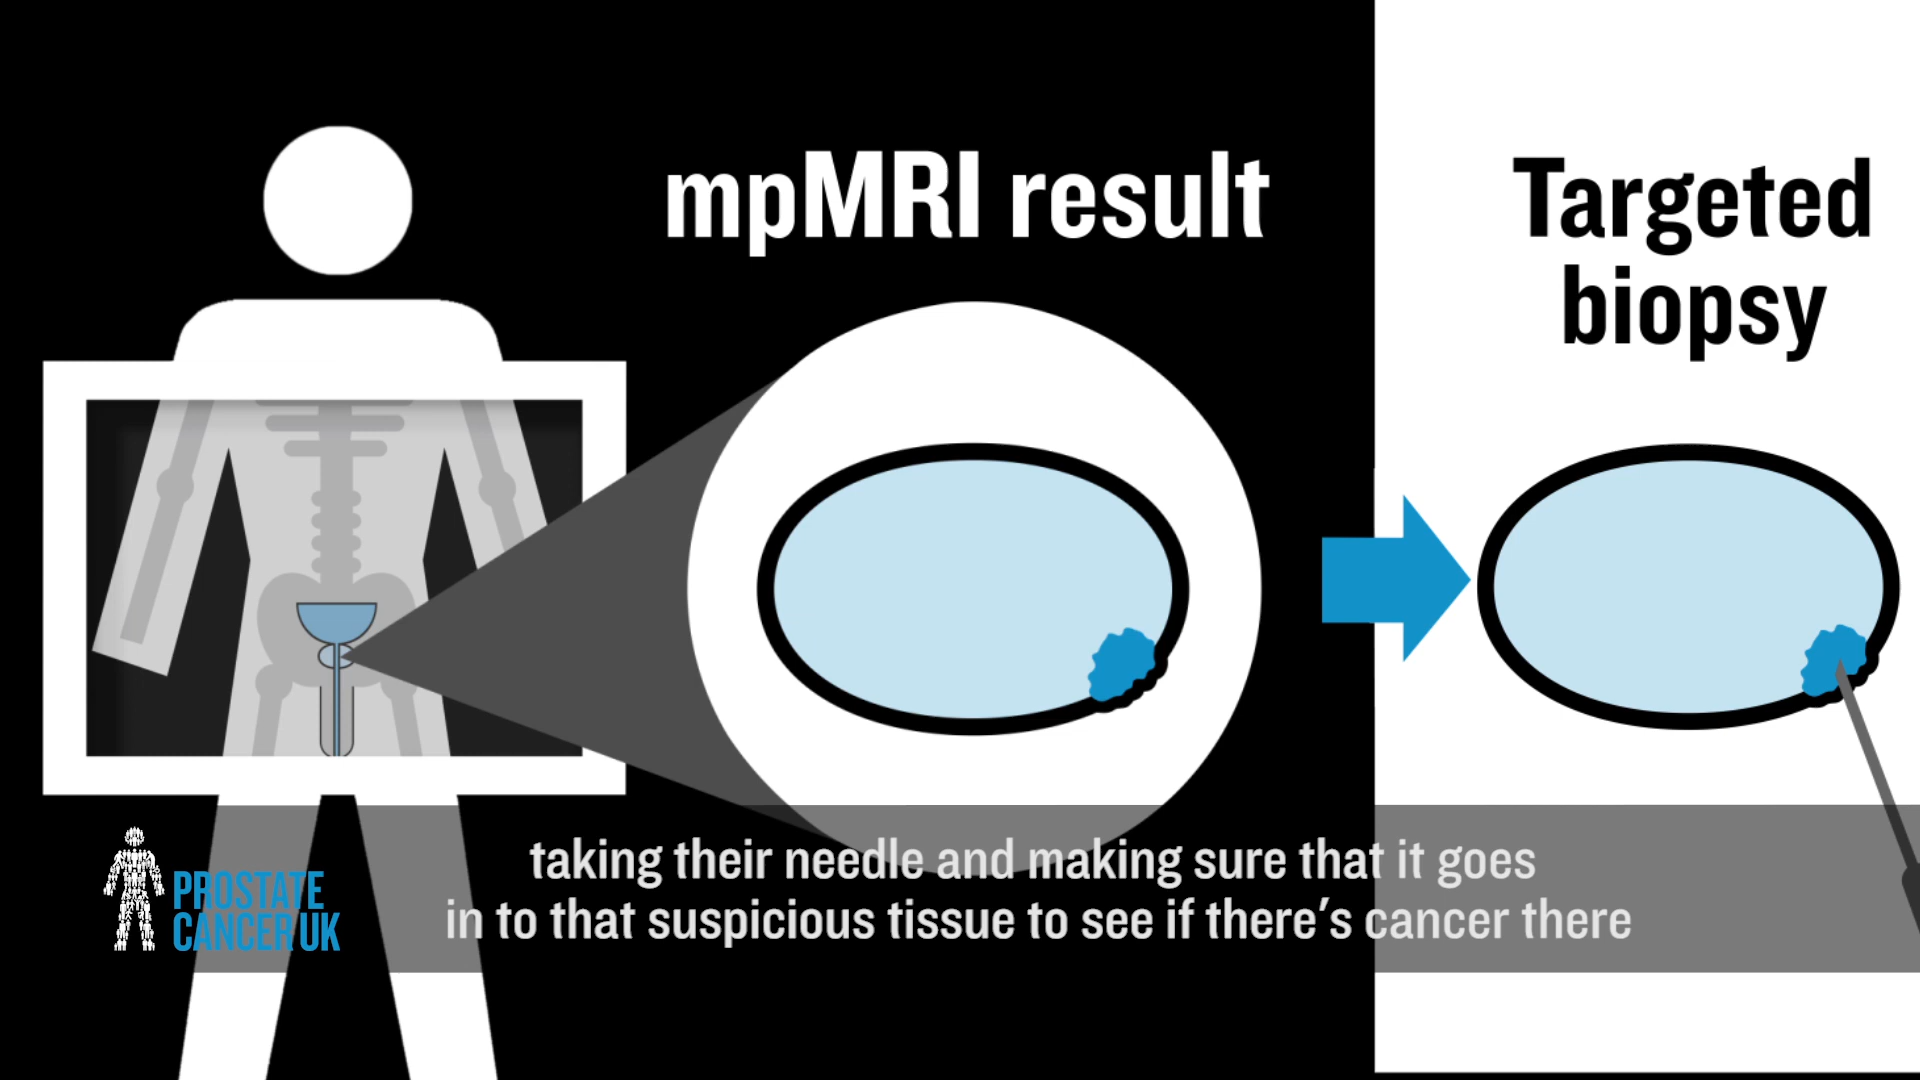 mpMRI result
Targeted
biopsy
taking their needle and making sure that it goes
in to that suspicious tissue to see if there's cancer there
PROSTATE
CANCER UK